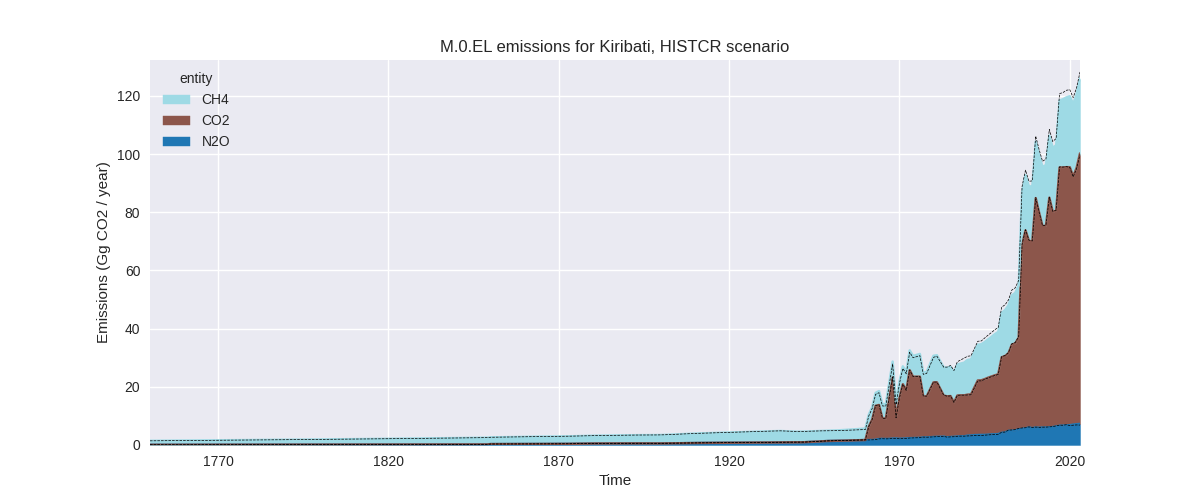 M.0.EL emissions for Kiribati, HISTCR scenario
entity
CH4
CO2
N2O
Emissions (Gg CO2 / year)
120
100
80
60
40
20
0
1770
1820
1870
1920
1970
2020
Time